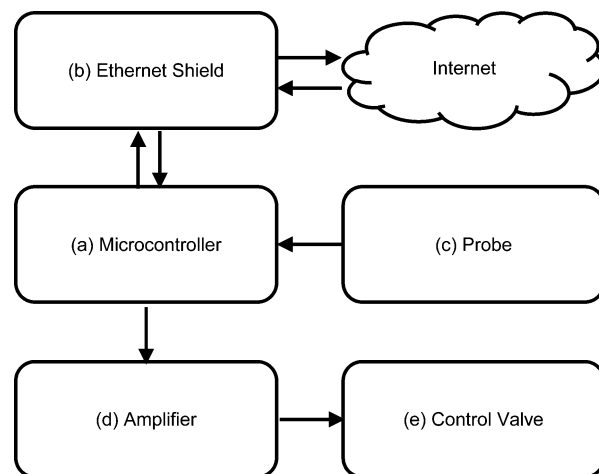 (b) Ethernet Shield
Internet
(a) Microcontroller
(c) Probe
(d) Amplifier
(e) Control Valve